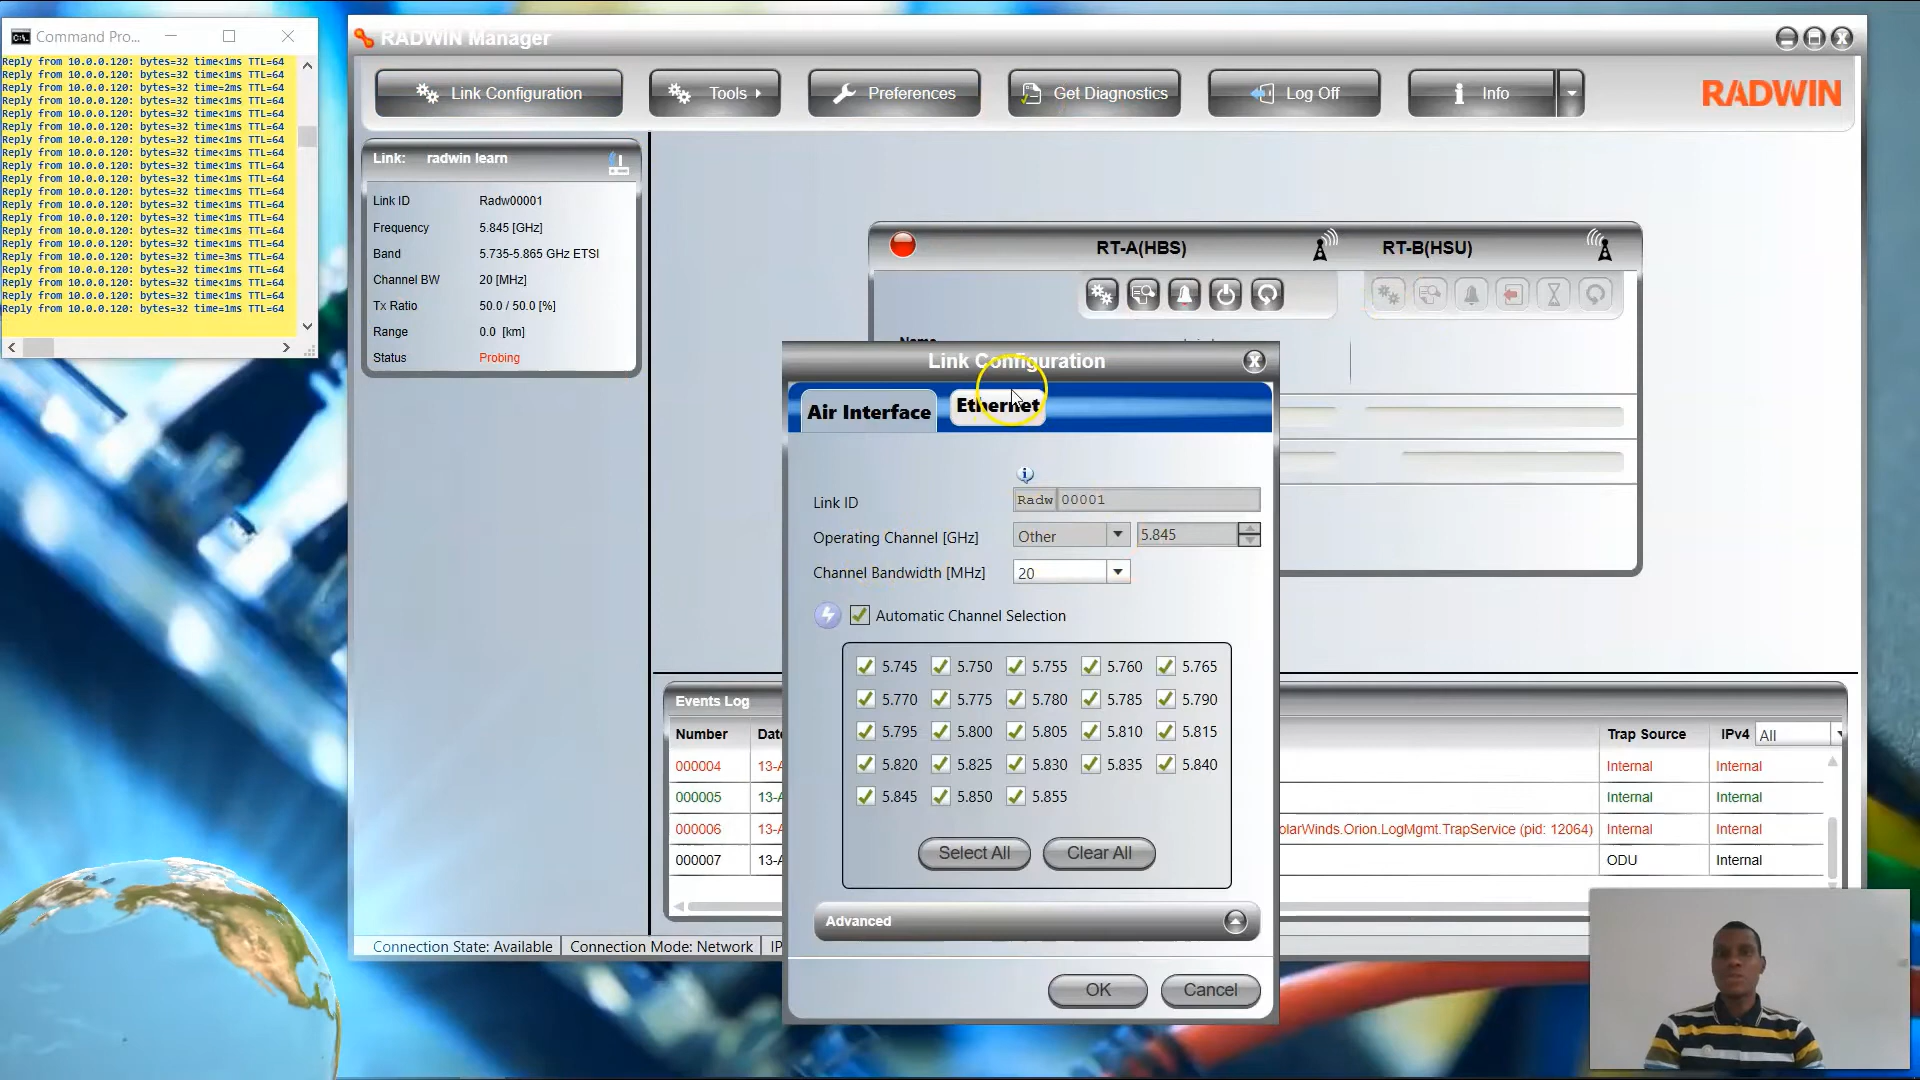 Command Pro...
Reply from 10.0.0.120: bytes=32 time<1ms TTL=64
Reply from 10.0.0.120: bytes=32 time<1ms TTL=64
Reply from 10.0.0.120: bytes=32 time=2ms TTL=64
Reply from 10.0.0.120: bytes=32 time<1ms TTL=64
Reply from 10.0.0.120: bytes=32 time<1ms TTL=64
Reply from 10.0.0.120: bytes=32 time<1ms TTL=64
Reply from 10.0.0.120: bytes=32 time<1ms TTL=64
Reply from 10.0.0.120: bytes=32 time<1ms TTL=64
Reply from 10.0.0.120: bytes=32 time<1ms TTL=64
Reply from 10.0.0.120: bytes=32 time<1ms TTL=64
Reply from 10.0.0.120: bytes=32 time<1ms TTL=64
Reply from 10.0.0.120: bytes=32 time<1ms TTL=64
Reply from 10.0.0.120: bytes=32 time<1ms TTL=64
Reply from 10.0.0.120: bytes=32 time<1ms TTL=64
Reply from 10.0.0.120: bytes=32 time<1ms TTL=64
Reply from 10.0.0.120: bytes=32 time=3ms TTL=64
Reply from 10.0.0.120: bytes=32 time<1ms TTL=64
Reply from 10.0.0.120: bytes=32 time<1ms TTL=64
Reply from 10.0.0.120: bytes=32 time<1ms TTL=64
Reply from 10.0.0.120: bytes=32 time=1ms TTL=64
RADWIN Manager
Link Configuration Tools Preferences Get Diagnostics Log Off Info
RADWIN
Link: radwin learn
Link ID Radw00001
Frequency 5.845 [GHz]
Band 5.735-5.865 GHz ETSI
Channel BW 20 [MHz]
Tx Ratio 50.0 / 50.0 [%]
Range 0.0 [km]
Status Probing
RT-A(HBS) RT-B(HSU)
Link Configuration
Air Interface Ethernet
Link ID Radw 00001
Operating Channel [GHz] Other 5.845
Channel Bandwidth [MHz] 20
Automatic Channel Selection
5.745 5.750 5.755 5.760 5.765
5.770 5.775 5.780 5.785 5.790
5.795 5.800 5.805 5.810 5.815
5.820 5.825 5.830 5.835 5.840
5.845 5.850 5.855
Select All Clear All
Advanced
OK Cancel
Events Log
Number Date Trap Source IPv4 All
000004 13-A Internal Internal
000005 13-A Internal Internal
000006 13-A olarWinds.Orion.LogMgmt.TrapService (pid: 12064) Internal Internal
000007 13-A ODU Internal
Connection State: Available Connection Mode: Network IP